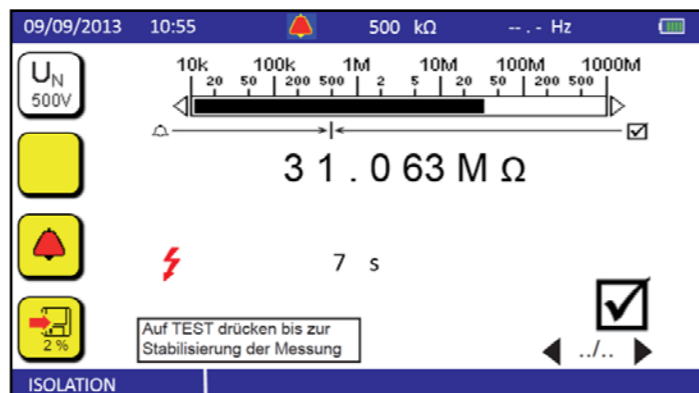 09/09/2013 10:55 500 kΩ -- . - Hz
U_N
500V
10k 100k 1M 10M 100M 1000M
20 50 200 500 2 5 20 50 200 500
31.063 MΩ
7 s
2 %
Auf TEST drücken bis zur
Stabilisierung der Messung
../..
ISOLATION